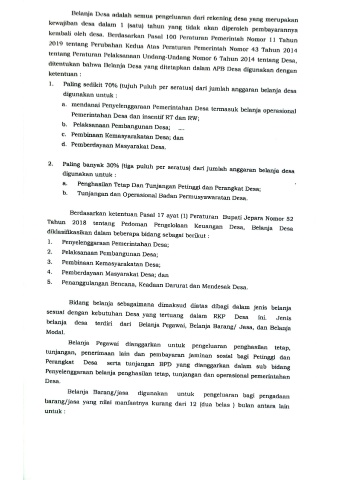 Belanja Desa adalah semua pengeluaran dari rekening desa yang merupakan
kewajiban desa dalam 1 (satu) tahun yang tidak akan diperoleh pembayarannya
kembali oleh desa. Berdasarkan Pasal 100 Peraturan Pemerintah Nomor 11 Tahun
2019 tentang Perubahan Kedua Atas Peraturan Pemerintah Nomor 43 Tahun 2014
tentang Peraturan Pelaksanaan Undang-Undang Nomor 6 Tahun 2014 tentang Desa,
ditentukan bahwa Belanja Desa yang ditetapkan dalam APB Desa digunakan dengan
ketentuan :
1. Paling sedikit 70% (tujuh Puluh per seratus) dari jumlah anggaran belanja desa
digunakan untuk :
a. mendanai Penyelenggaraan Pemerintahan Desa termasuk belanja operasional
Pemerintahan Desa dan insentif RT dan RW;
b. Pelaksanaan Pembangunan Desa; ....
c. Pembinaan Kemasyarakatan Desa; dan
d. Pemberdayaan Masyarakat Desa.
2. Paling banyak 30% (tiga puluh per seratus) dari jumlah anggaran belanja desa
digunakan untuk :
a. Penghasilan Tetap Dan Tunjangan Petinggi dan Perangkat Desa;
b. Tunjangan dan Operasional Badan Permusyawaratan Desa.
Berdasarkan ketentuan Pasal 17 ayat (1) Peraturan Bupati Jepara Nomor 52
Tahun 2018 tentang Pedoman Pengelolaan Keuangan Desa, Belanja Desa
diklasifikasikan dalam beberapa bidang sebagai berikut :
1. Penyelenggaraan Pemerintahan Desa;
2. Pelaksanaan Pembangunan Desa;
3. Pembinaan Kemasyarakatan Desa;
4. Pemberdayaan Masyarakat Desa; dan
5. Penanggulangan Bencana, Keadaan Darurat dan Mendesak Desa.
Bidang belanja sebagaimana dimaksud diatas dibagi dalam jenis belanja
sesuai dengan kebutuhan Desa yang tertuang dalam RKP Desa ini. Jenis
belanja desa terdiri dari Belanja Pegawai, Belanja Barang/ Jasa, dan Belanja
Modal.
Belanja Pegawai dianggarkan untuk pengeluaran penghasilan tetap,
tunjangan, penerimaan lain dan pembayaran jaminan sosial bagi Petinggi dan
Perangkat Desa serta tunjangan BPD yang dianggarkan dalam sub bidang
Penyelenggaraan belanja penghasilan tetap, tunjangan dan operasional pemerintahan
Desa.
Belanja Barang/jasa digunakan untuk pengeluaran bagi pengadaan
barang/jasa yang nilai manfaatnya kurang dari 12 (dua belas ) bulan antara lain
untuk :